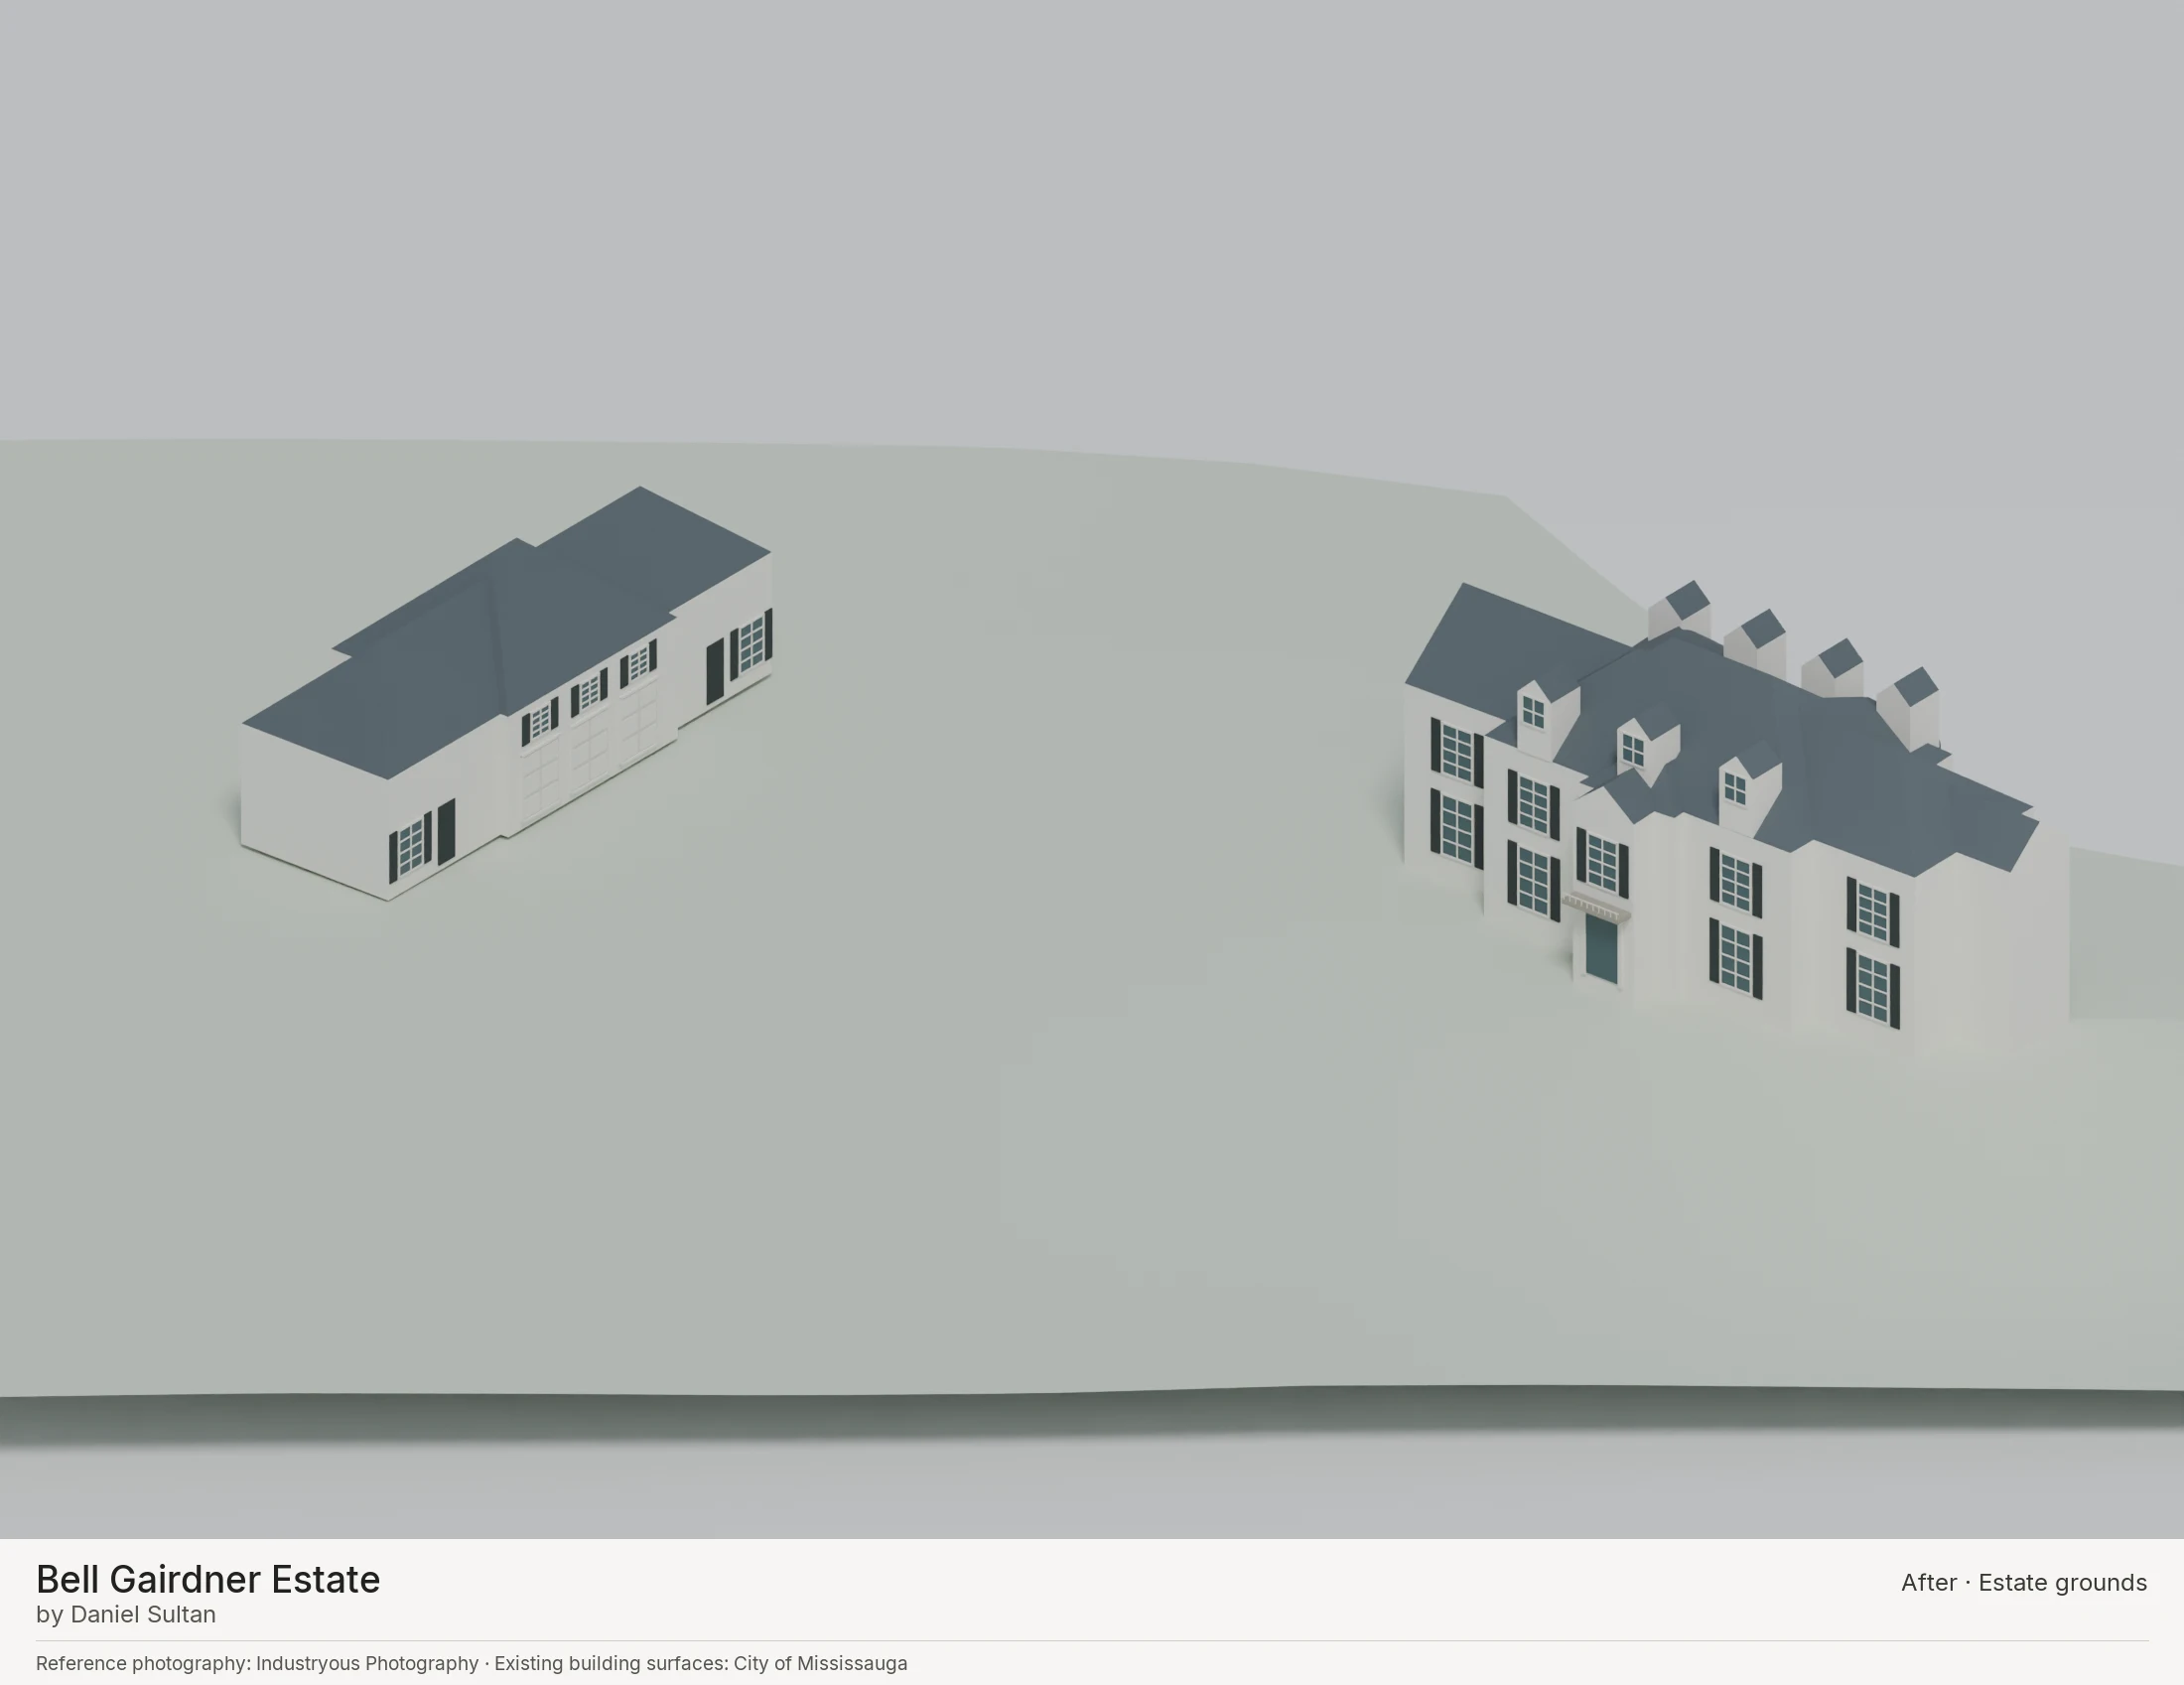 Bell Gairdner Estate
After · Estate grounds
by Daniel Sultan
Reference photography: Industryous Photography · Existing building surfaces: City of Mississauga